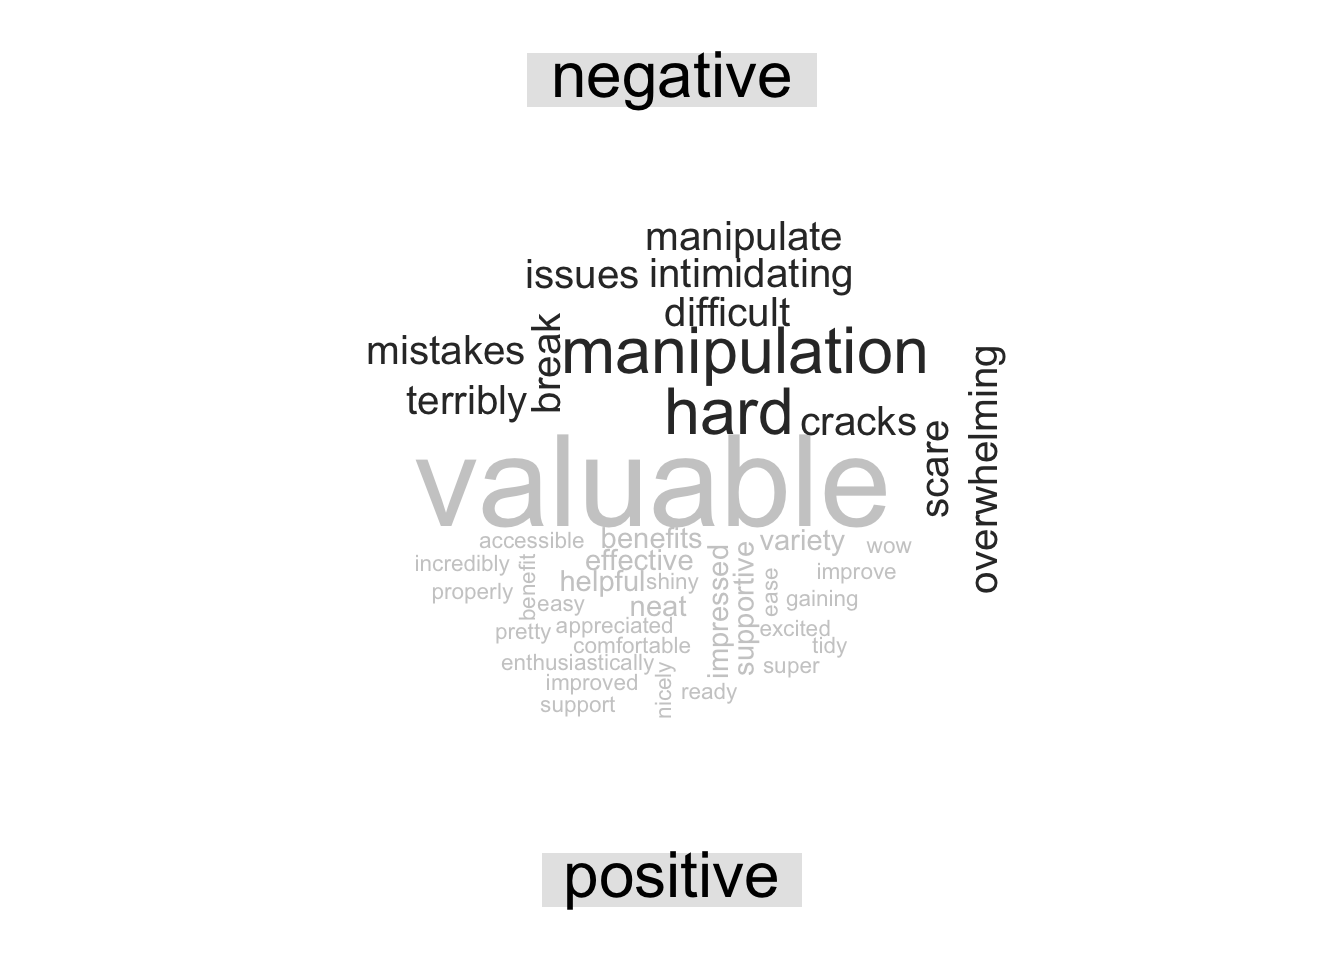 negative
manipulate
issues intimidating
difficult
break
mistakes manipulation
terribly hard cracks
overwhelming
scare
valuable
accessible benefits variety wow
incredibly effective
benefit helpful shiny impressed supportive ease improve
properly easy neat gaining
pretty appreciated excited
comfortable tidy
enthusiastically super
improved nicely ready
support
positive